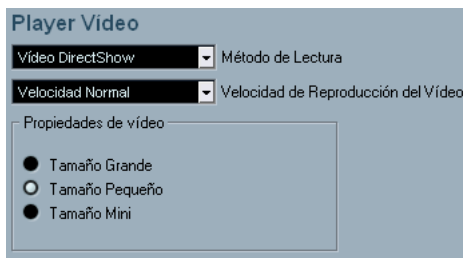 Player Vídeo
Vídeo DirectShow Método de Lectura
Velocidad Normal Velocidad de Reproducción del Vídeo
Propiedades de vídeo
Tamaño Grande
Tamaño Pequeño
Tamaño Mini